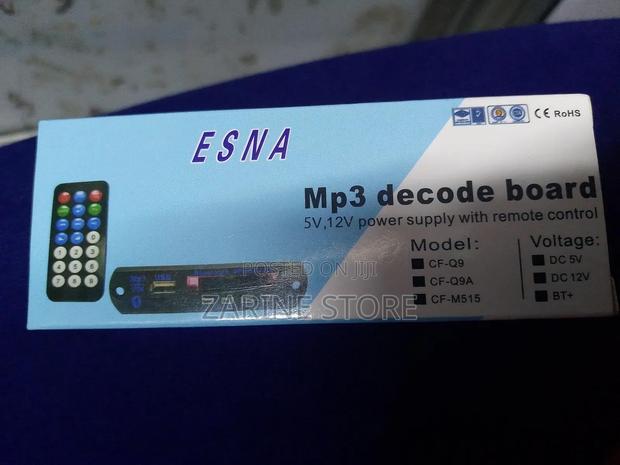 ESNA
CE RoHS
Mp3 decode board
5V,12V power supply with remote control
Model:
CF-Q9
CF-Q9A
CF-M515
Voltage:
DC 5V
DC 12V
BT+
USB
POSTED ON JIJI
ZARINE STORE